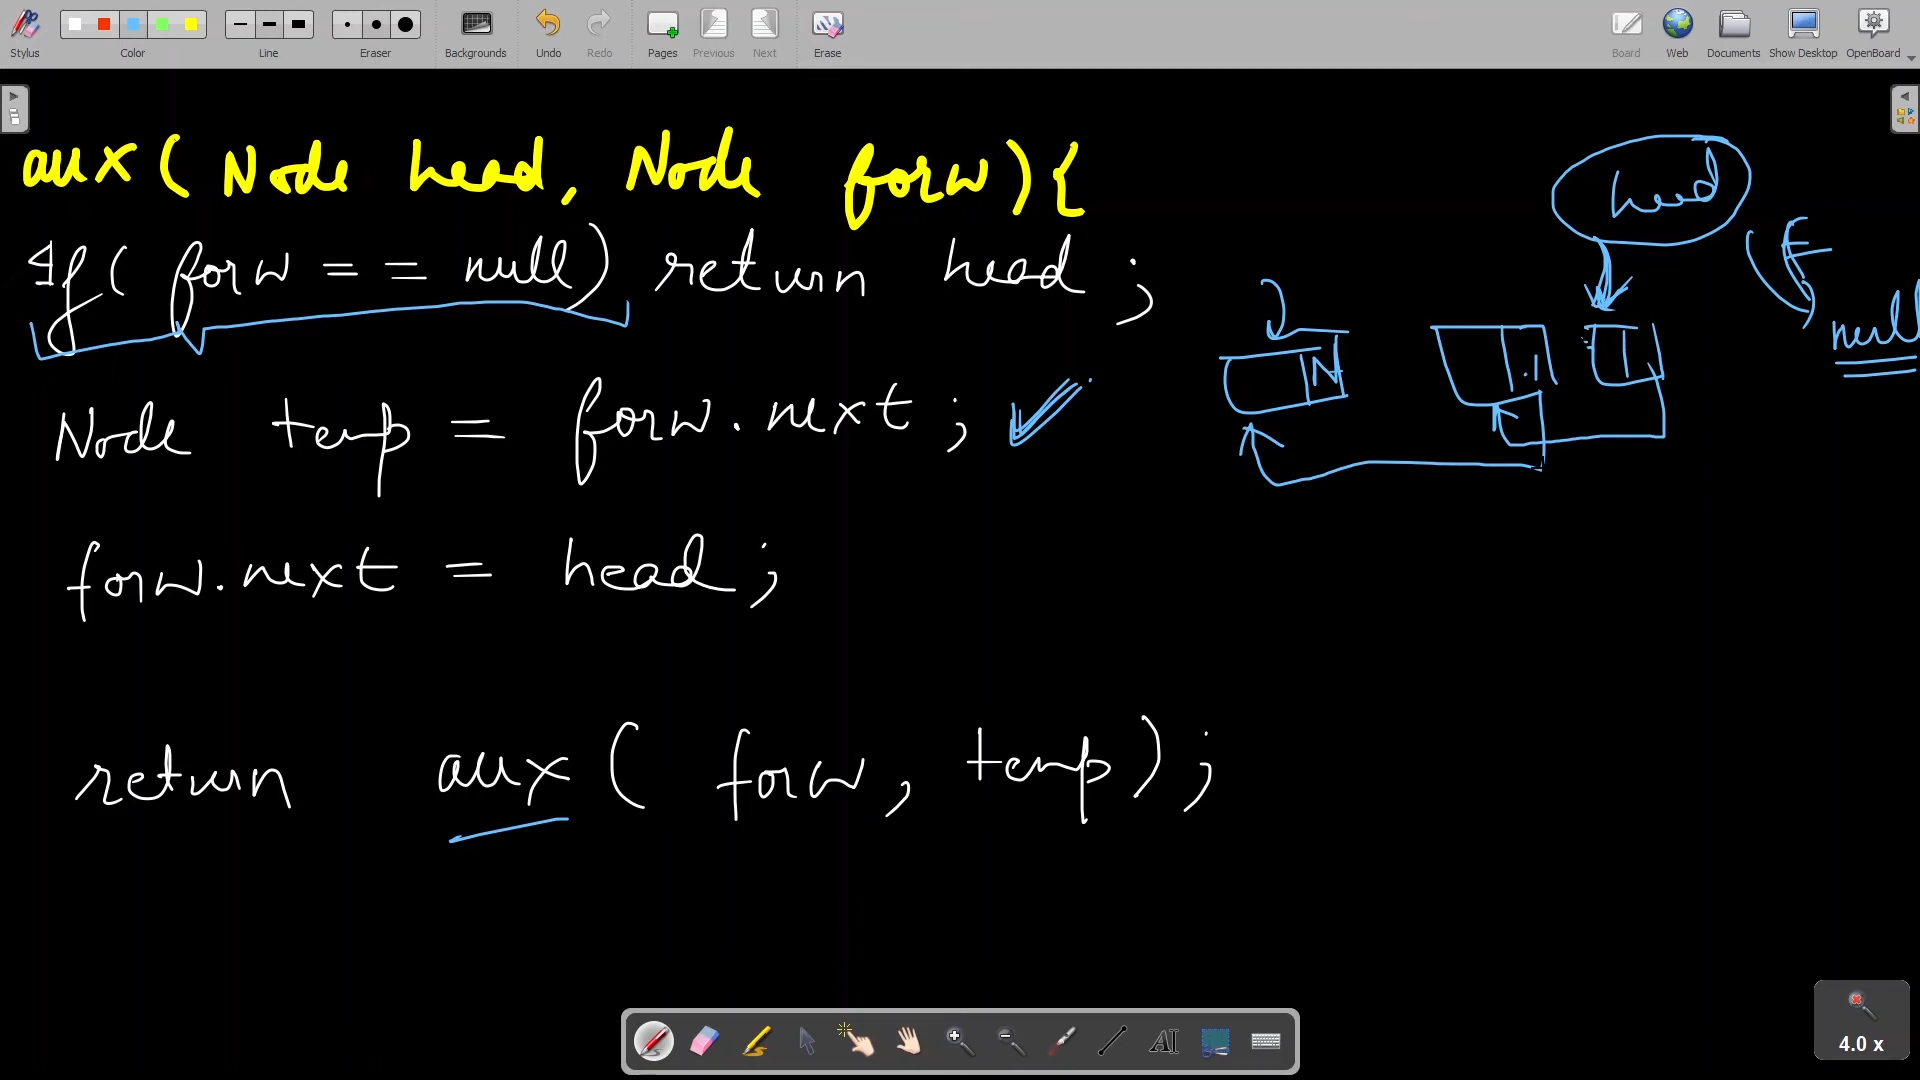 Stylus Color Line Eraser Backgrounds Undo Redo Pages Previous Next Erase Board Web Documents Show Desktop OpenBoard
aux( Node head, Node forw) {
If( forw == null) return head ;
Node temp = forw.next ;
forw.next = head ;
return aux( forw, temp) ;
head
F
null
N
4.0 x